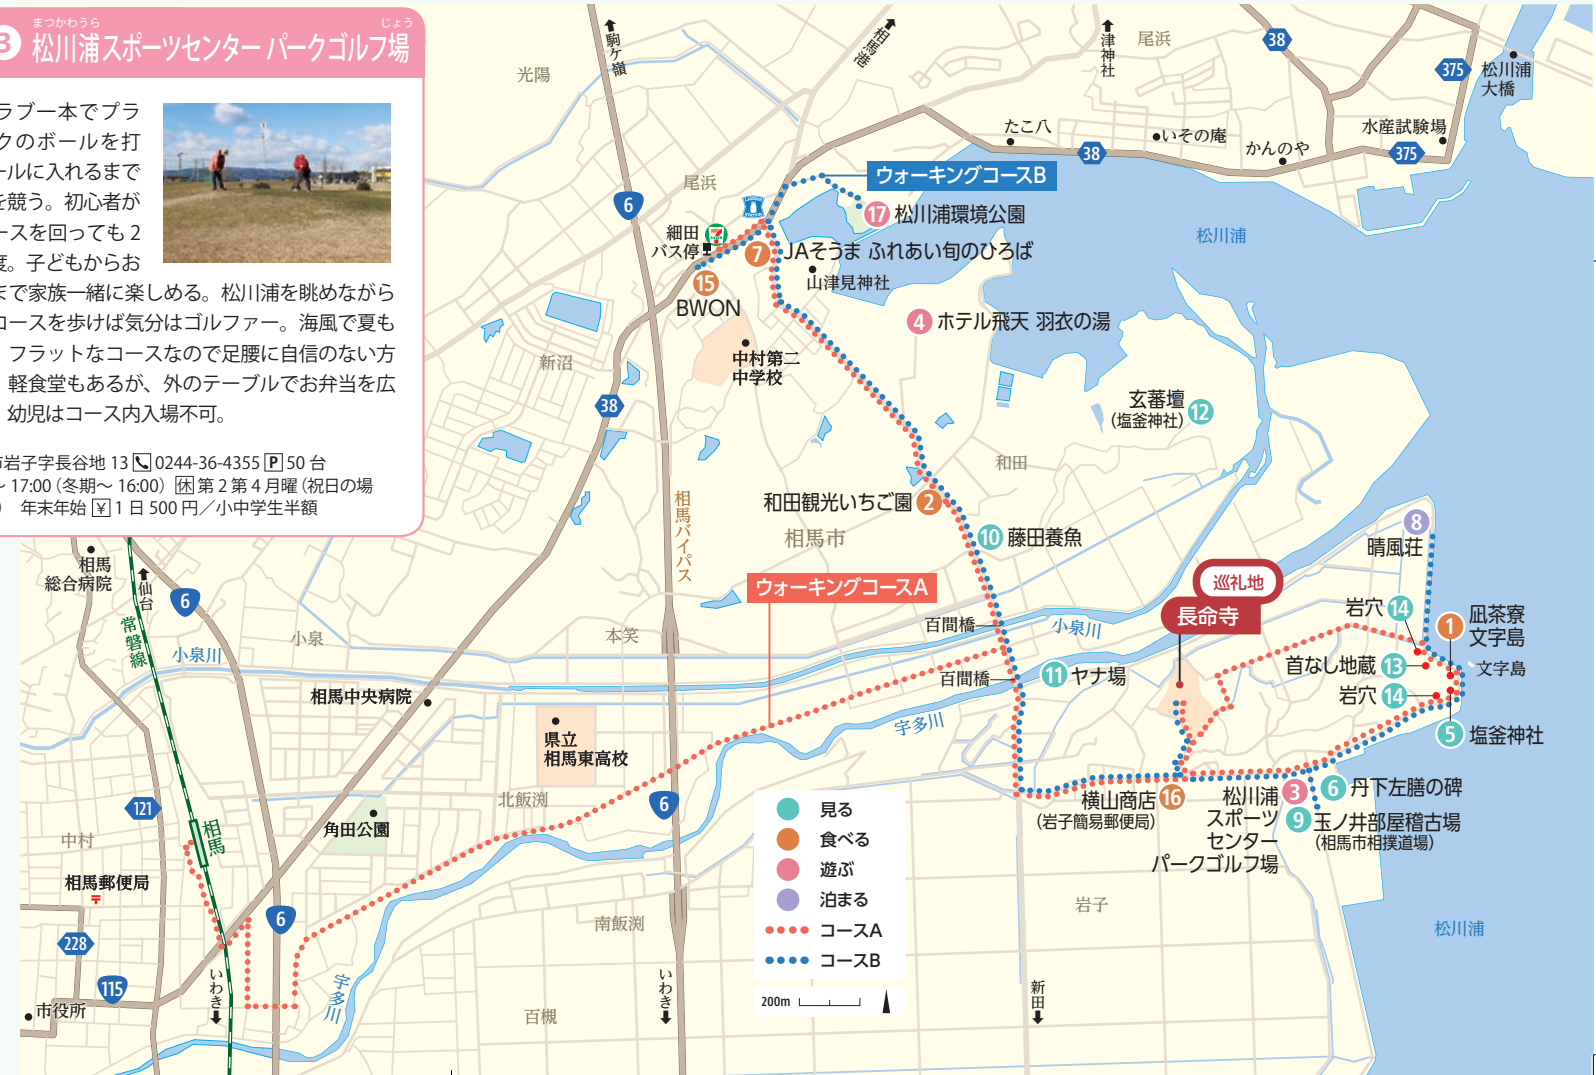 3 松川浦スポーツセンター パークゴルフ場
まつかわうら じょう
ラブ一本でプラ
クのボールを打
ールに入れるまで
を競う。初心者が
ースを回っても 2
度。子どもからお
まで家族一緒に楽しめる。松川浦を眺めながら
コースを歩けば気分はゴルファー。海風で夏も
フラットなコースなので足腰に自信のない方
軽食堂もあるが、外のテーブルでお弁当を広
幼児はコース内入場不可。
市岩子字長谷地 13 0244-36-4355 P 50 台
～ 17:00 (冬期～ 16:00) 休 第 2 第 4 月曜 (祝日の場
) 年末年始 ¥ 1 日 500 円／小中学生半額
駒ケ嶺
相馬港
津神社
尾浜
38
375
松川浦
大橋
光陽
たこ八
いその庵
かんのや
水産試験場
38
375
尾浜
6
ウォーキングコースB
17 松川浦環境公園
松川浦
細田
バス停
7
7 JAそうま ふれあい旬のひろば
山津見神社
15
BWON
4 ホテル飛天 羽衣の湯
中村第二
中学校
新沼
38
玄蕃壇
(塩釜神社)
12
和田
相馬バイパス
和田観光いちご園 2
相馬市
10 藤田養魚
8
晴風荘
相馬
総合病院
仙台
6
常磐線
小泉
小泉川
本笑
ウォーキングコースA
百間橋
小泉川
巡礼地
長命寺
岩穴 14
1 凪茶寮
文字島
首なし地蔵 13
文字島
岩穴 14
5 塩釜神社
百間橋
11 ヤナ場
宇多川
相馬中央病院
県立
相馬東高校
北飯渕
6
121
中村
相馬
角田公園
相馬郵便局
〒
6
228
115
市役所
いわき
宇多川
南飯渕
百槻
いわき
横山商店 16
(岩子簡易郵便局)
松川浦 3
スポーツ
センター
パークゴルフ場
6 丹下左膳の碑
9 玉ノ井部屋稽古場
(相馬市相撲道場)
岩子
松川浦
新田
見る
食べる
遊ぶ
泊まる
コースA
コースB
200m